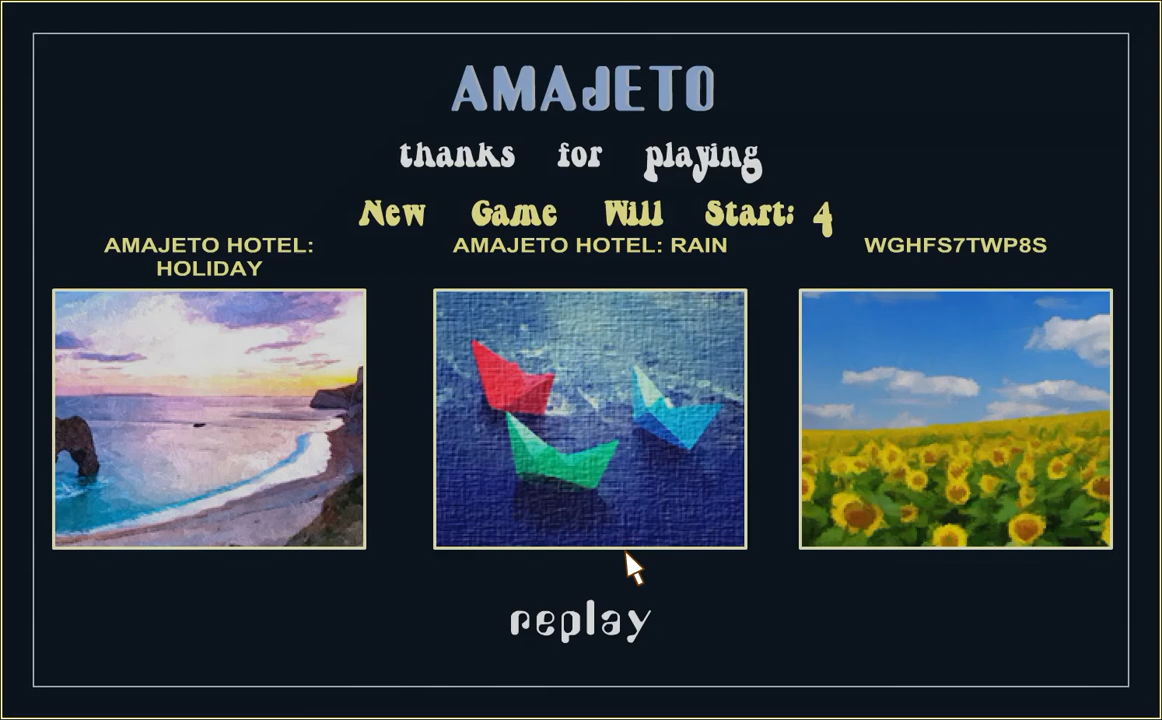 AMAJETO
thanks for playing
New Game Will Start: 4
AMAJETO HOTEL:
HOLIDAY
AMAJETO HOTEL: RAIN
WGHFS7TWP8S
replay